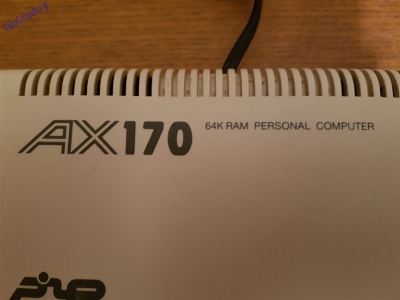 AX170 64K RAM PERSONAL COMPUTER